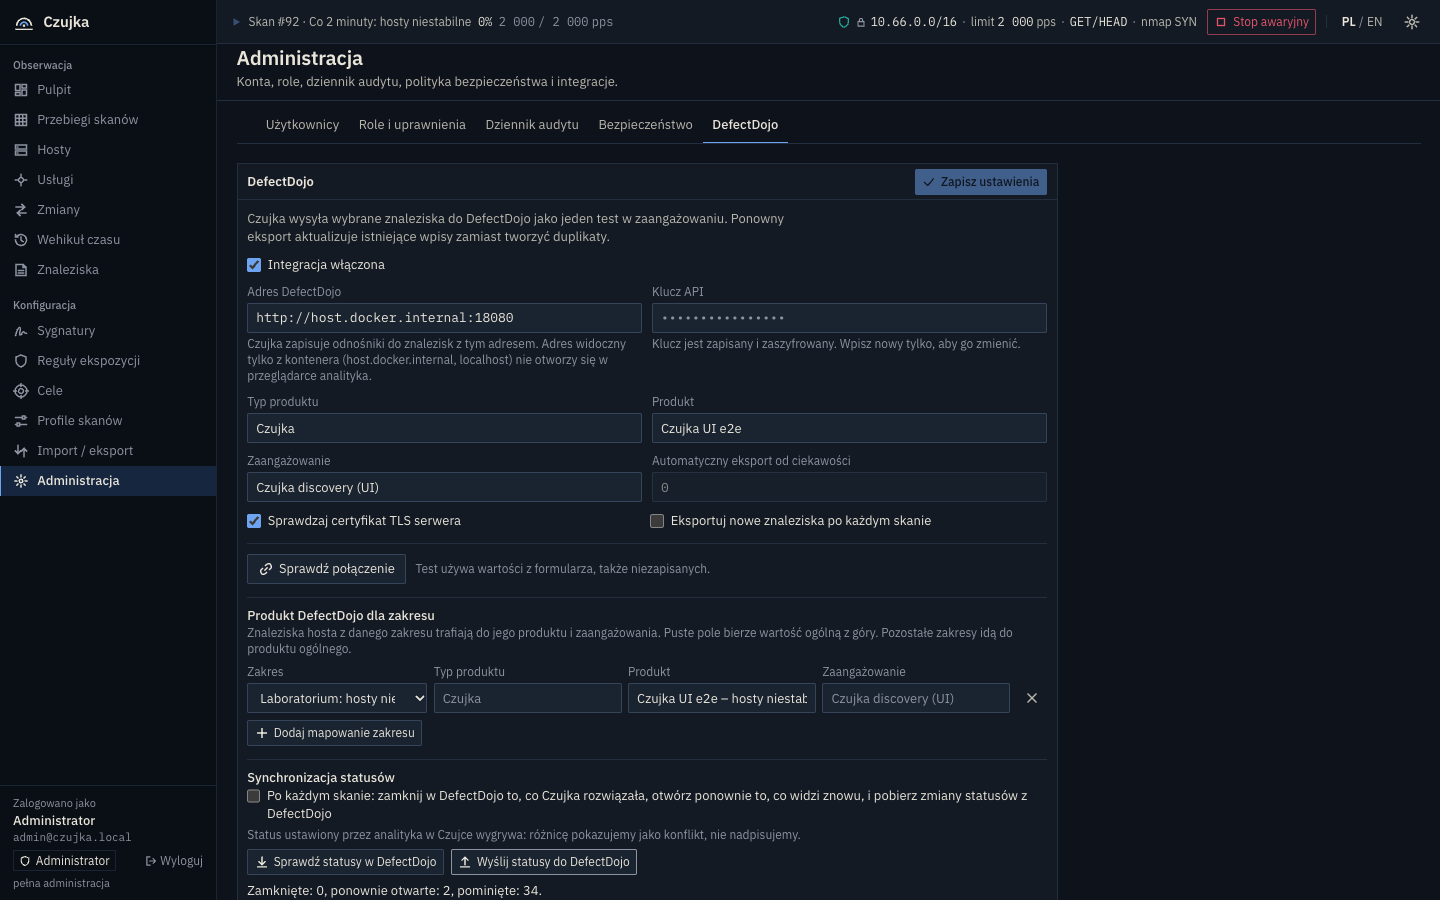 Czujka
Skan #92 · Co 2 minuty: hosty niestabilne 0% 2 000 / 2 000 pps
10.66.0.0/16 · limit 2 000 pps · GET/HEAD · nmap SYN
Stop awaryjny
PL / EN
Obserwacja
Pulpit
Przebiegi skanów
Hosty
Usługi
Zmiany
Wehikuł czasu
Znaleziska
Konfiguracja
Sygnatury
Reguły ekspozycji
Cele
Profile skanów
Import / eksport
Administracja
Zalogowano jako
Administrator
admin@czujka.local
Administrator
Wyloguj
pełna administracja
Administracja
Konta, role, dziennik audytu, polityka bezpieczeństwa i integracje.
Użytkownicy Role i uprawnienia Dziennik audytu Bezpieczeństwo DefectDojo
DefectDojo
Zapisz ustawienia
Czujka wysyła wybrane znaleziska do DefectDojo jako jeden test w zaangażowaniu. Ponowny
eksport aktualizuje istniejące wpisy zamiast tworzyć duplikaty.
Integracja włączona
Adres DefectDojo
Klucz API
http://host.docker.internal:18080
••••••••••••••••
Czujka zapisuje odnośniki do znalezisk z tym adresem. Adres widoczny
tylko z kontenera (host.docker.internal, localhost) nie otworzy się w
przeglądarce analityka.
Klucz jest zapisany i zaszyfrowany. Wpisz nowy tylko, aby go zmienić.
Typ produktu
Produkt
Czujka
Czujka UI e2e
Zaangażowanie
Automatyczny eksport od ciekawości
Czujka discovery (UI)
0
Sprawdzaj certyfikat TLS serwera
Eksportuj nowe znaleziska po każdym skanie
Sprawdź połączenie
Test używa wartości z formularza, także niezapisanych.
Produkt DefectDojo dla zakresu
Znaleziska hosta z danego zakresu trafiają do jego produktu i zaangażowania. Puste pole bierze wartość ogólną z góry. Pozostałe zakresy idą do
produktu ogólnego.
Zakres Typ produktu Produkt Zaangażowanie
Laboratorium: hosty nie Czujka Czujka UI e2e – hosty niestab Czujka discovery (UI)
Dodaj mapowanie zakresu
Synchronizacja statusów
Po każdym skanie: zamknij w DefectDojo to, co Czujka rozwiązała, otwórz ponownie to, co widzi znowu, i pobierz zmiany statusów z
DefectDojo
Status ustawiony przez analityka w Czujce wygrywa: różnicę pokazujemy jako konflikt, nie nadpisujemy.
Sprawdź statusy w DefectDojo
Wyślij statusy do DefectDojo
Zamknięte: 0, ponownie otwarte: 2, pominięte: 34.